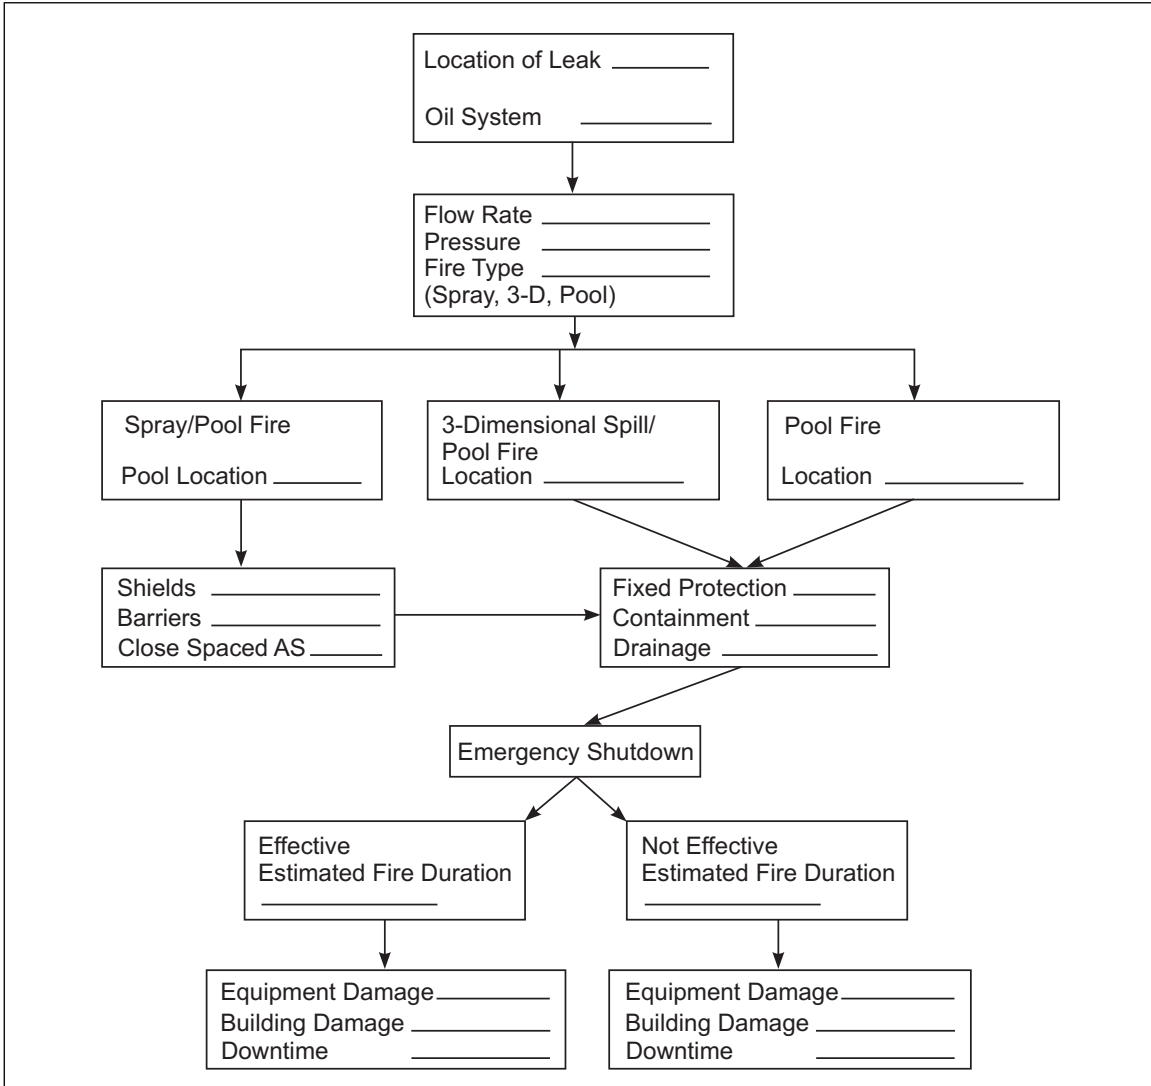 Location of Leak
Oil System
Flow Rate
Pressure
Fire Type
(Spray, 3-D, Pool)
Spray/Pool Fire
Pool Location
3-Dimensional Spill/
Pool Fire
Location
Pool Fire
Location
Shields
Barriers
Close Spaced AS
Fixed Protection
Containment
Drainage
Emergency Shutdown
Effective
Estimated Fire Duration
Not Effective
Estimated Fire Duration
Equipment Damage
Building Damage
Downtime
Equipment Damage
Building Damage
Downtime